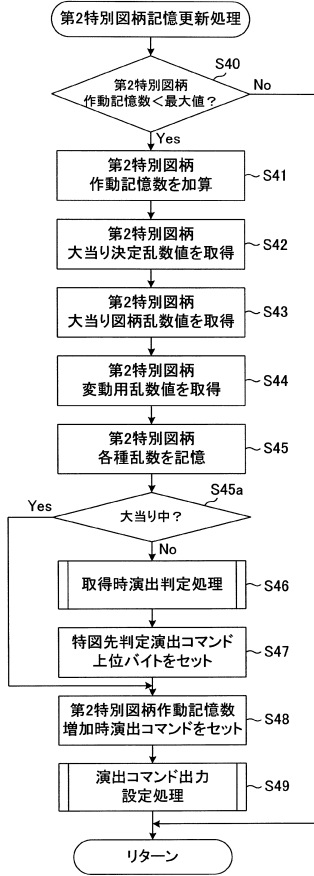 第2特別図柄記憶更新処理
S40
第2特別図柄
作動記憶数＜最大値？
No
Yes
第2特別図柄
作動記憶数を加算
S41
第2特別図柄
大当り決定乱数値を取得
S42
第2特別図柄
大当り図柄乱数値を取得
S43
第2特別図柄
変動用乱数値を取得
S44
第2特別図柄
各種乱数を記憶
S45
S45a
Yes
大当り中？
No
取得時演出判定処理
S46
特図先判定演出コマンド
上位バイトをセット
S47
第2特別図柄作動記憶数
増加時演出コマンドをセット
S48
演出コマンド出力
設定処理
S49
リターン